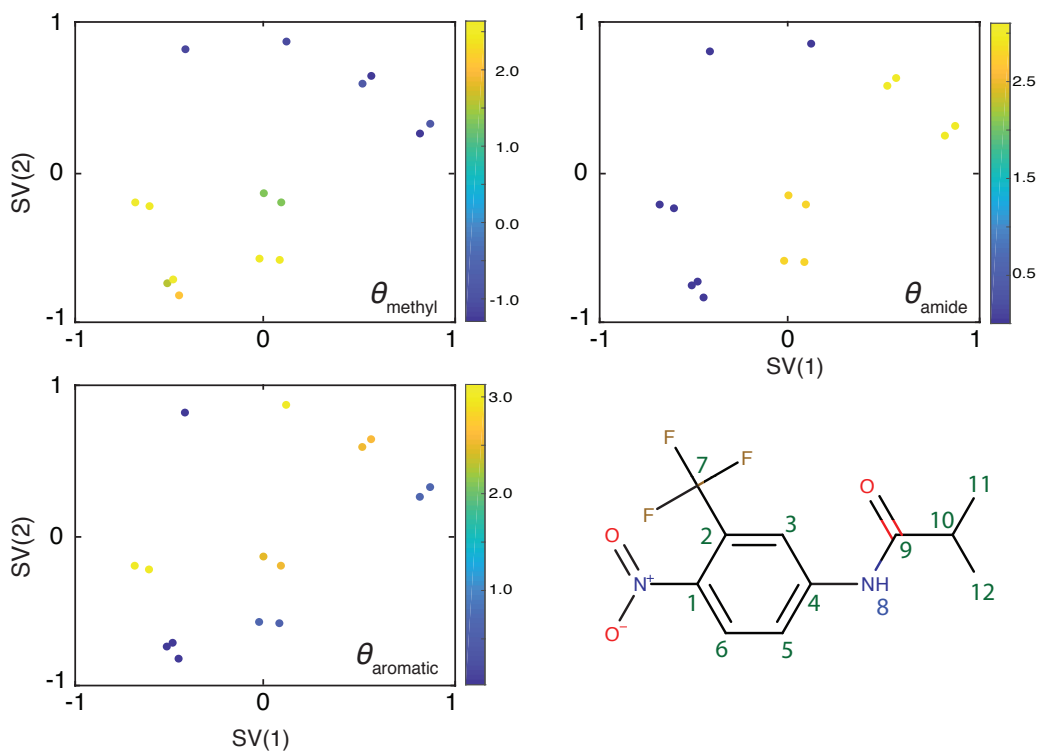 1
0
-1
SV(2)
-1
0
1
2.0
1.0
0.0
-1.0
θmethyl
1
0
-1
-1
0
1
SV(1)
2.5
1.5
0.5
θamide
1
0
-1
SV(2)
-1
0
1
SV(1)
3.0
2.0
1.0
θaromatic
F
7
F
F
O
11
O
2
3
10
9
N+
1
4
NH
8
12
O−
6
5